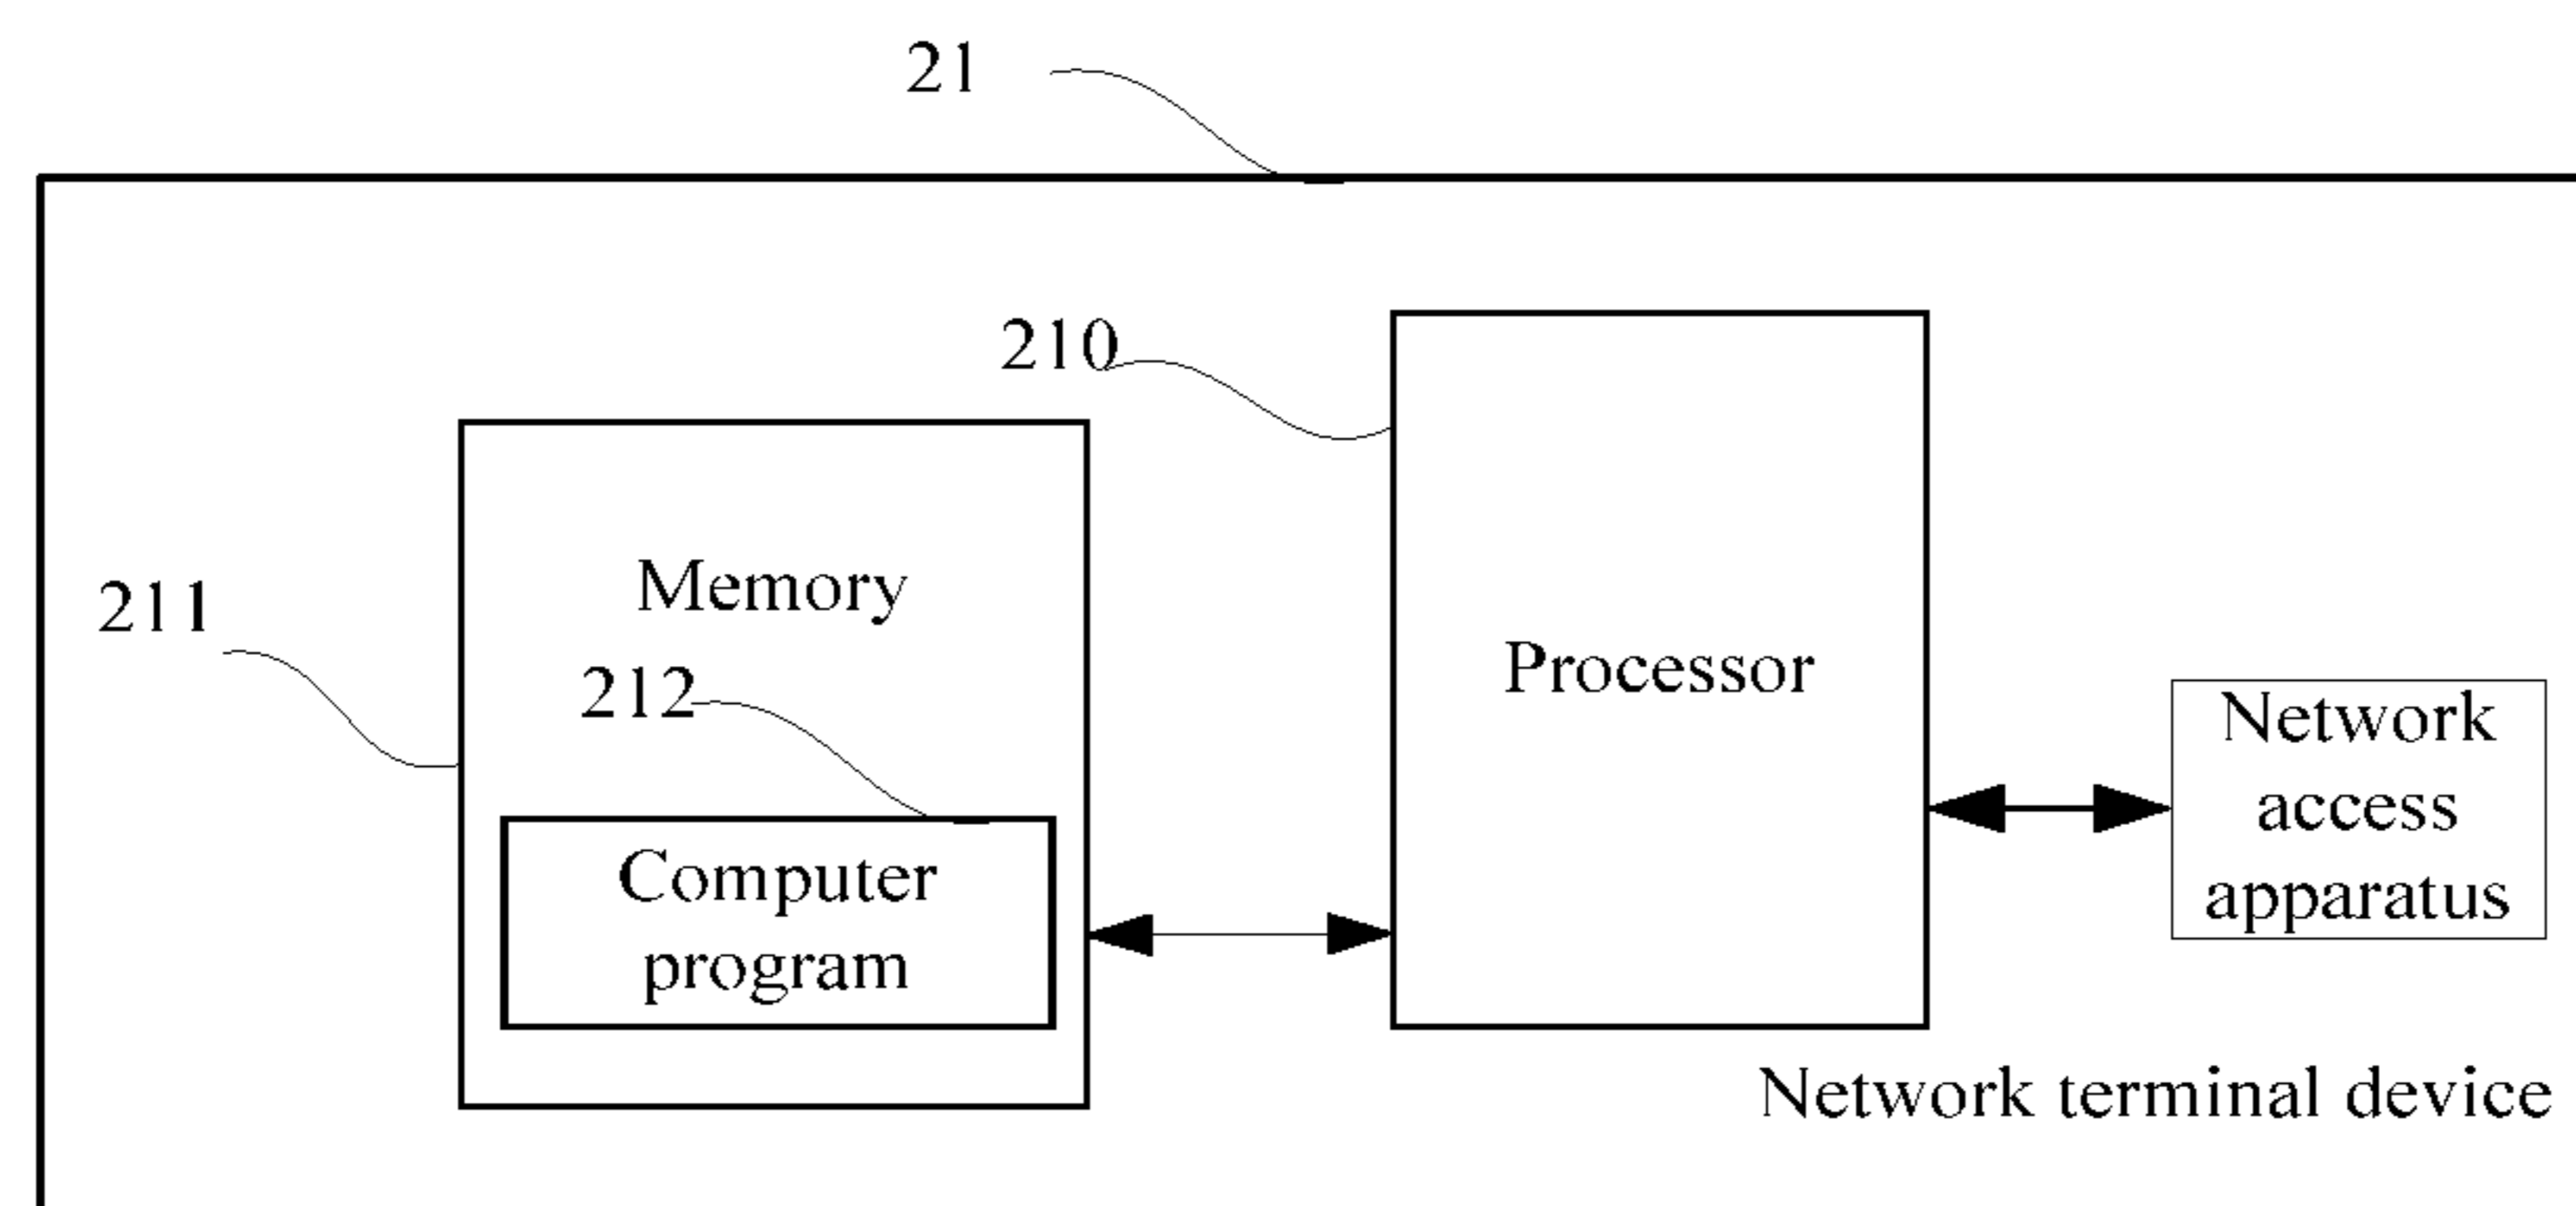 21
210
Memory
211
212
Processor
Network
access
apparatus
Computer
program
Network terminal device